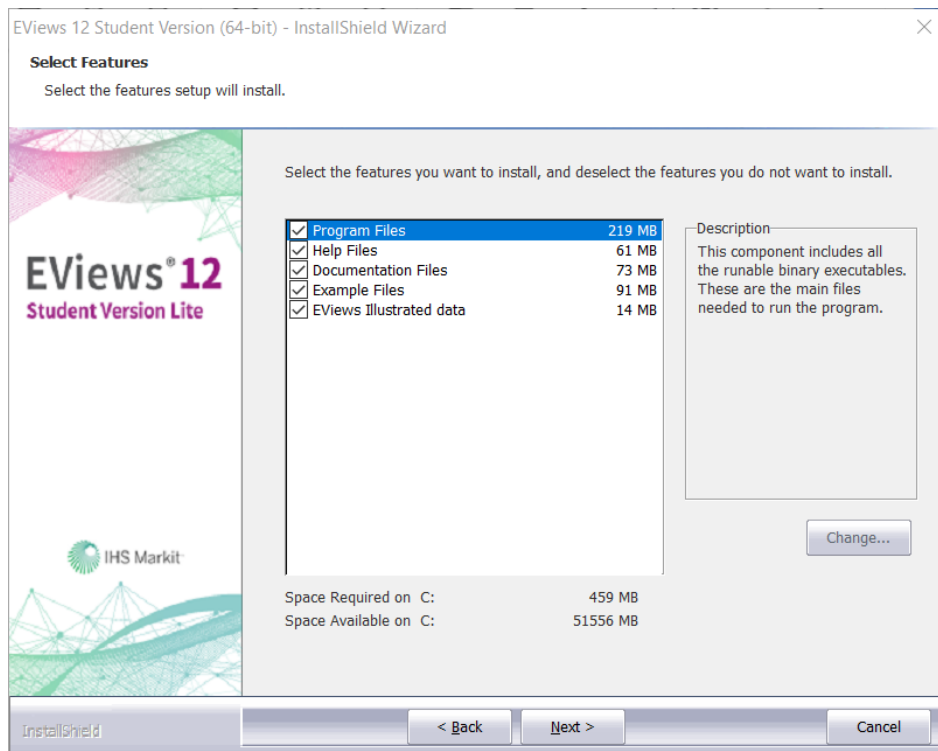 EViews 12 Student Version (64-bit) - InstallShield Wizard
Select Features
Select the features setup will install.
Select the features you want to install, and deselect the features you do not want to install.
EViews® 12
Student Version Lite
IHS Markit
Program Files 219 MB
Help Files 61 MB
Documentation Files 73 MB
Example Files 91 MB
EViews Illustrated data 14 MB
Description
This component includes all
the runable binary executables.
These are the main files
needed to run the program.
Change...
Space Required on C: 459 MB
Space Available on C: 51556 MB
InstallShield
< Back
Next >
Cancel